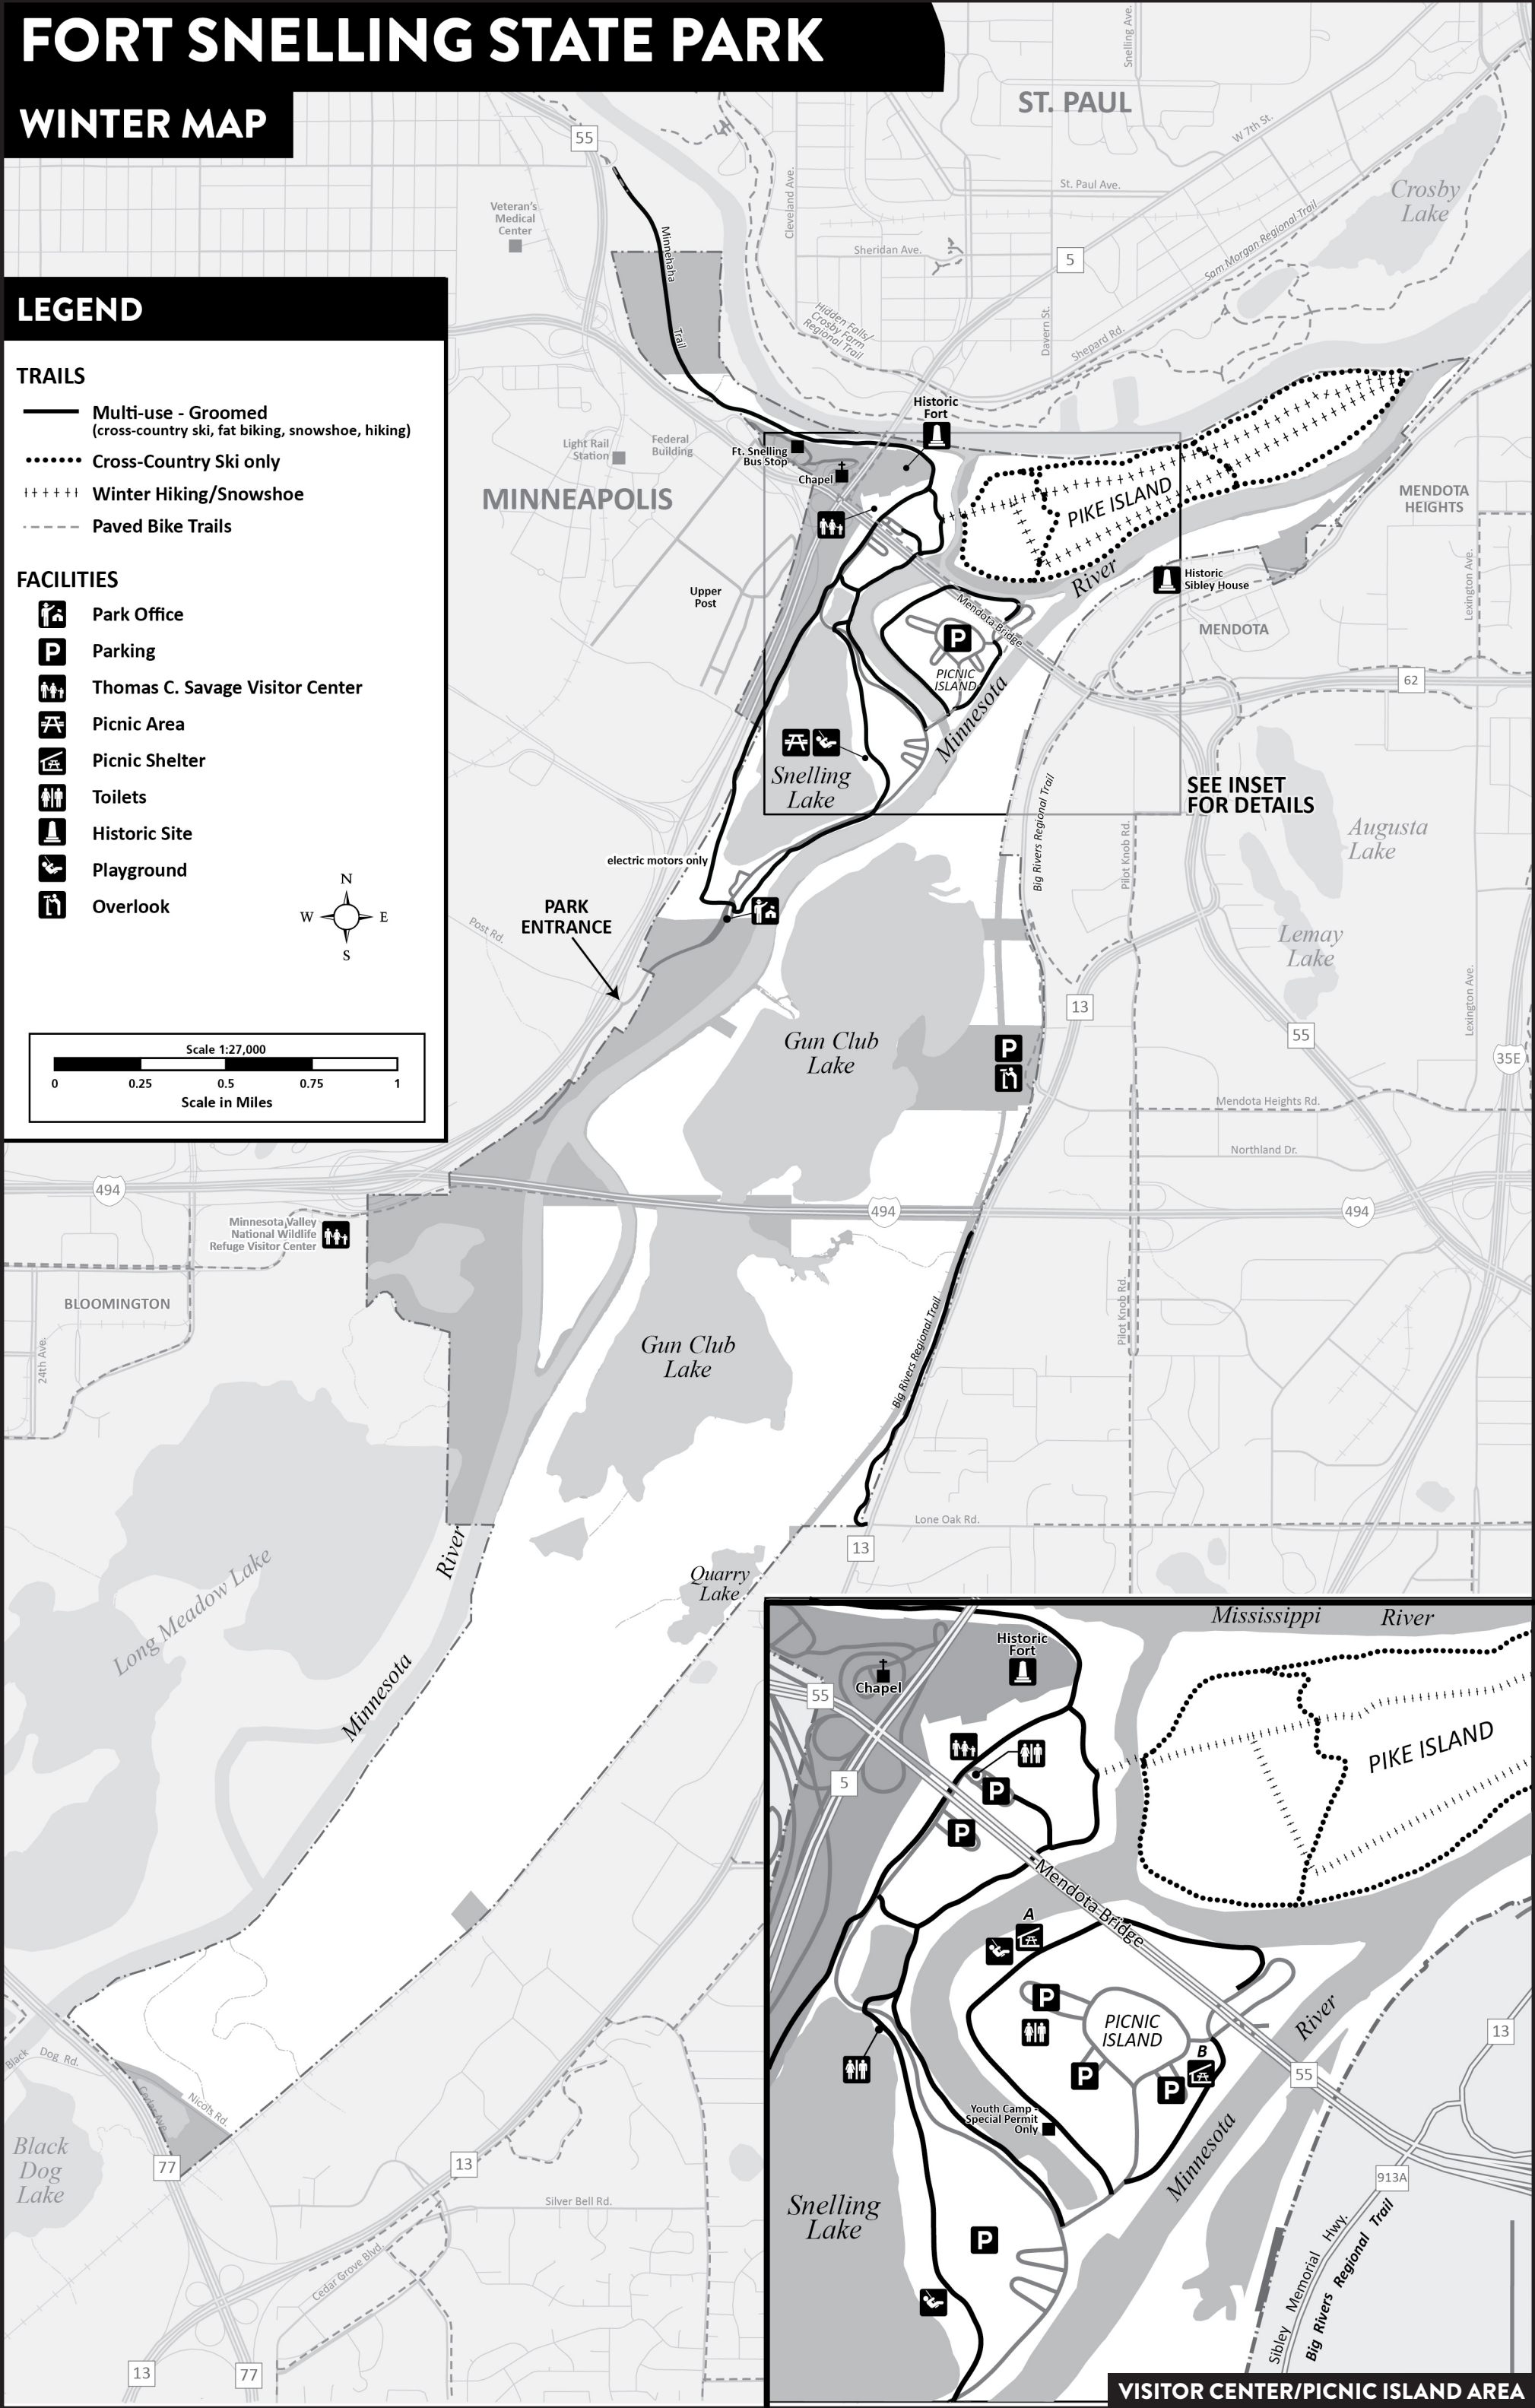 FORT SNELLING STATE PARK
WINTER MAP
LEGEND
TRAILS
Multi-use - Groomed
(cross-country ski, fat biking, snowshoe, hiking)
Cross-Country Ski only
Winter Hiking/Snowshoe
Paved Bike Trails
FACILITIES
Park Office
P
Parking
Thomas C. Savage Visitor Center
Picnic Area
Picnic Shelter
Toilets
Historic Site
Playground
Overlook
N
W E
S
Scale 1:27,000
0 0.25 0.5 0.75 1
Scale in Miles
ST. PAUL
Snelling Ave.
W 7th St.
55
St. Paul Ave.
Crosby
Lake
Veteran's
Medical
Center
Cleveland Ave.
Minnehaha
Trail
Sheridan Ave.
5
Sam Morgan Regional Trail
Hidden Falls/
Crosby Farm
Regional Trail
Davern St.
Shepard Rd.
Historic
Fort
Light Rail
Station
Federal
Building
Ft. Snelling
Bus Stop
Chapel
MINNEAPOLIS
PIKE ISLAND
MENDOTA
HEIGHTS
Lexington Ave.
River
Historic
Sibley House
Upper
Post
Mendota Bridge
P
PICNIC
ISLAND
MENDOTA
62
Minnesota
Snelling
Lake
SEE INSET
FOR DETAILS
Big Rivers Regional Trail
Pilot Knob Rd.
Augusta
Lake
electric motors only
PARK
ENTRANCE
Post Rd.
Lemay
Lake
Lexington Ave.
13
55
35E
Gun Club
Lake
P
Mendota Heights Rd.
Northland Dr.
494
494
494
Minnesota Valley
National Wildlife
Refuge Visitor Center
BLOOMINGTON
24th Ave.
Gun Club
Lake
Big Rivers Regional Trail
Pilot Knob Rd.
Lone Oak Rd.
13
River
Quarry
Lake
Long Meadow Lake
Minnesota
Black Dog Rd.
Cedar Ave.
Nicols Rd.
Black
Dog
Lake
77
13
Silver Bell Rd.
Cedar Grove Blvd.
13
77
Mississippi River
Historic
Fort
Chapel
55
5
P
P
PIKE ISLAND
Mendota Bridge
A
P
PICNIC
ISLAND
B
P
P
River
13
55
Youth Camp -
Special Permit
Only
Minnesota
913A
Snelling
Lake
P
Sibley Memorial Hwy.
Big Rivers Regional Trail
VISITOR CENTER/PICNIC ISLAND AREA